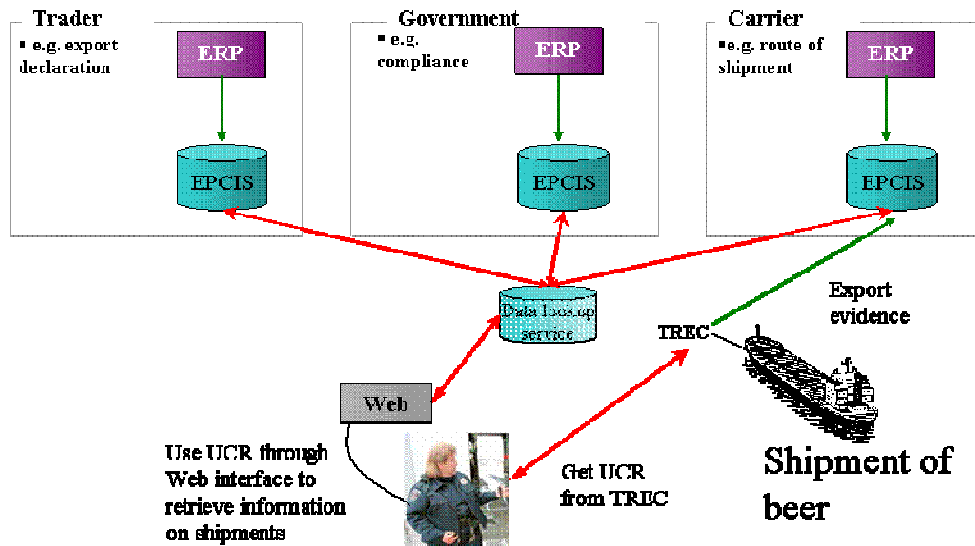 Trader
▪ e.g. export
declaration
ERP
EPCIS
Government
▪ e.g.
compliance
ERP
EPCIS
Carrier
▪e.g. route of
shipment
ERP
EPCIS
Data lookup
service
TREC
Export
evidence
Web
Use UCR through
Web interface to
retrieve information
on shipments
Get UCR
from TREC
Shipment of
beer